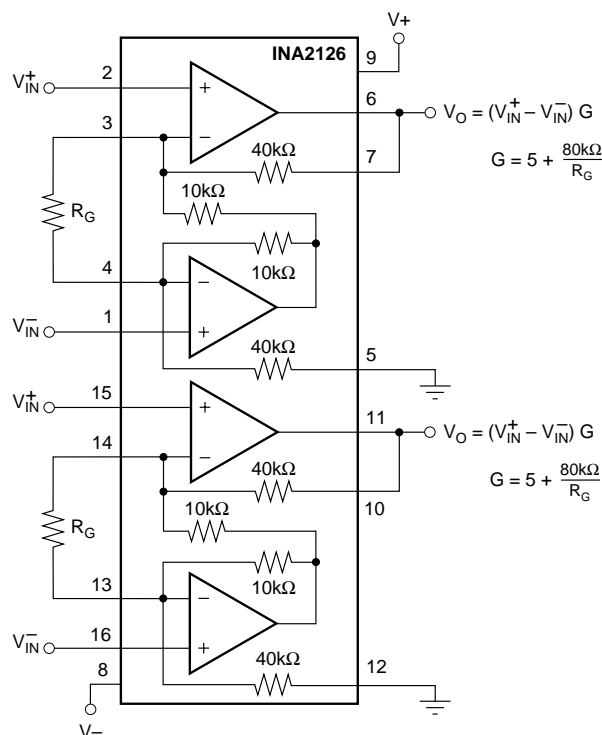 V+
INA2126
9
V⁺IN
2
6
VO = (V⁺IN – V⁻IN) G
3
7
40kΩ
G = 5 + 80kΩ/RG
10kΩ
RG
10kΩ
4
V⁻IN
1
40kΩ
5
V⁺IN
15
11
VO = (V⁺IN – V⁻IN) G
14
40kΩ
G = 5 + 80kΩ/RG
10
10kΩ
RG
10kΩ
13
V⁻IN
16
40kΩ
12
8
V–